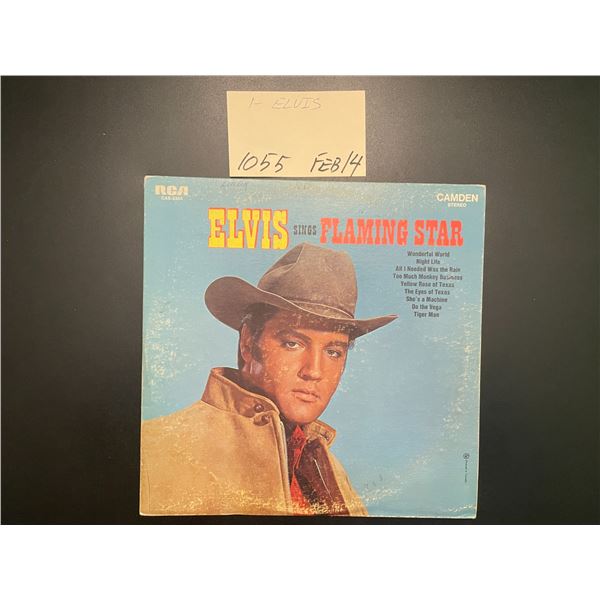 1- ELVIS
1055 FEB 14
RCA
CAS-2304
CAMDEN
STEREO
ELVIS SINGS FLAMING STAR
Wonderful World
Night Life
All I Needed Was the Rain
Too Much Monkey Business
Yellow Rose of Texas
The Eyes of Texas
She's a Machine
Do the Vega
Tiger Man